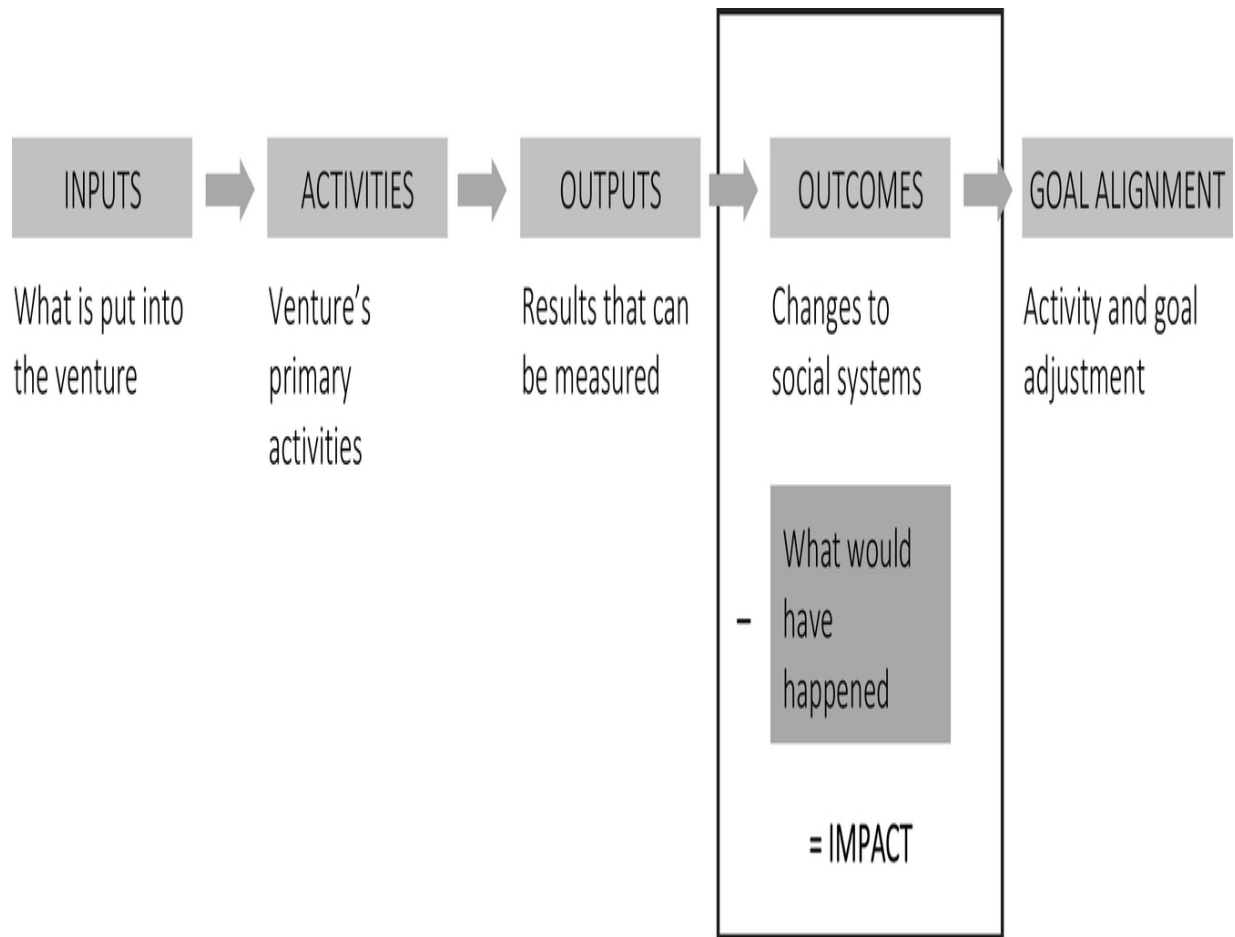 INPUTS
ACTIVITIES
OUTPUTS
OUTCOMES
GOAL ALIGNMENT
What is put into
the venture
Venture’s
primary
activities
Results that can
be measured
Changes to
social systems
Activity and goal
adjustment
–
What would
have
happened
= IMPACT